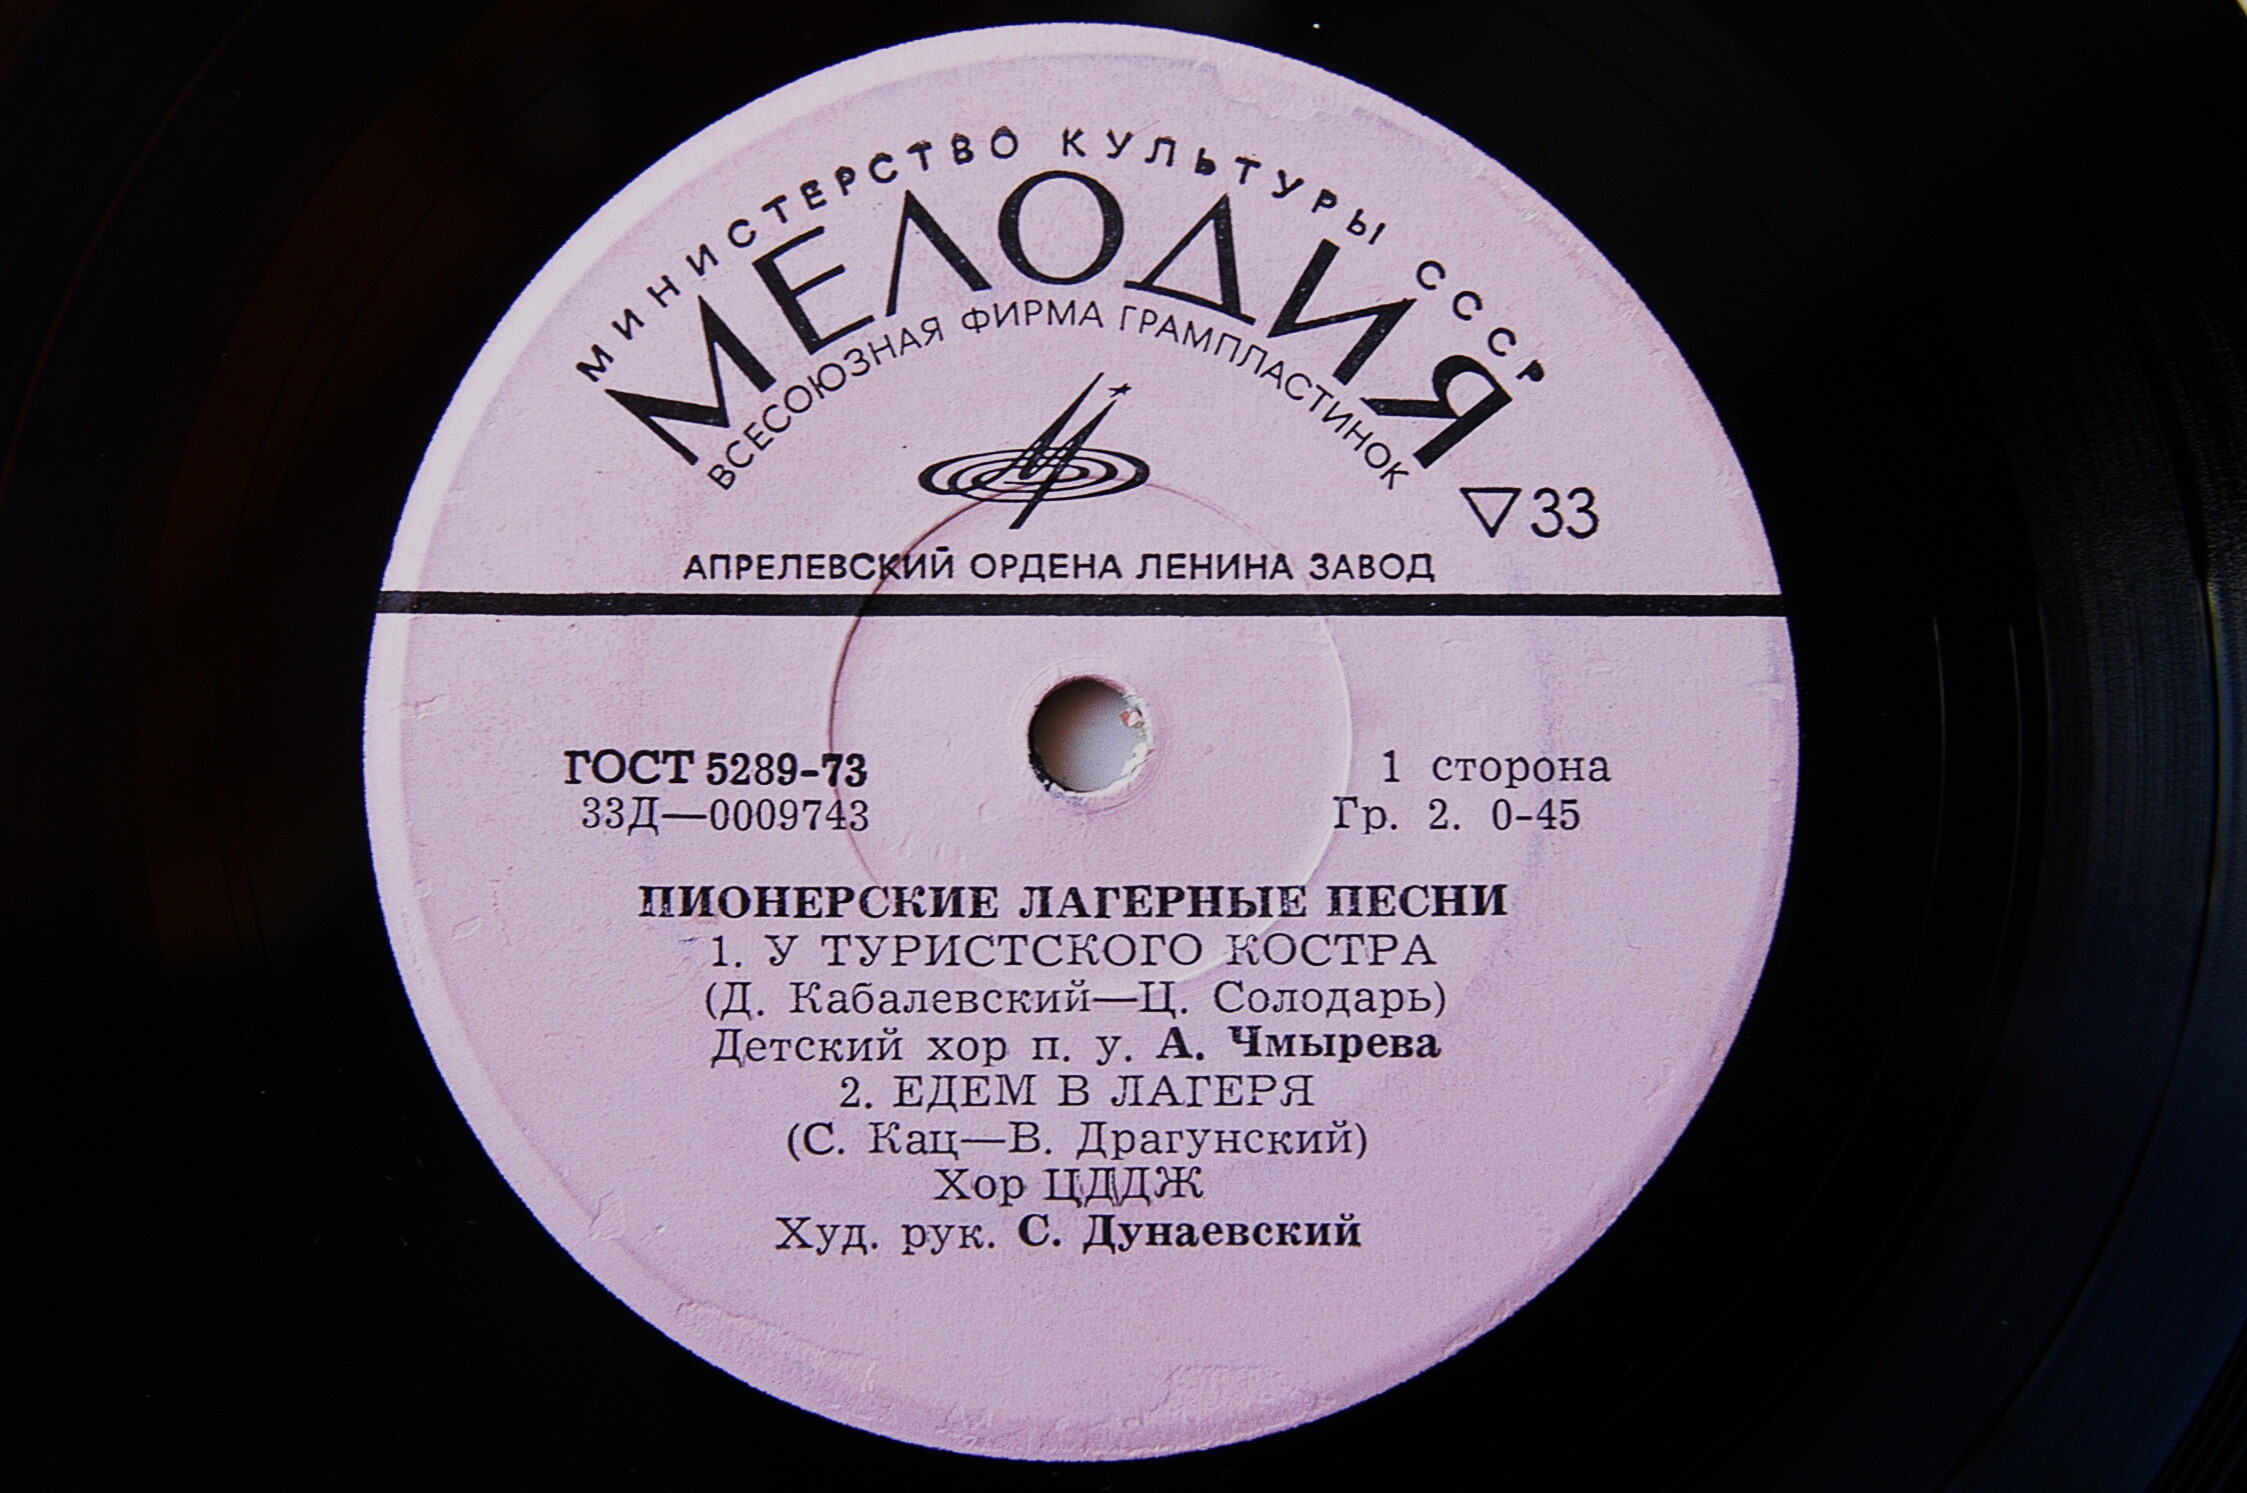 МИНИСТЕРСТВО КУЛЬТУРЫ СССР
МЕЛОДИЯ
ВСЕСОЮЗНАЯ ФИРМА ГРАМПЛАСТИНОК
▽33
АПРЕЛЕВСКИЙ ОРДЕНА ЛЕНИНА ЗАВОД
ГОСТ 5289-73
33Д—0009743
1 сторона
Гр. 2. 0-45
ПИОНЕРСКИЕ ЛАГЕРНЫЕ ПЕСНИ
1. У ТУРИСТСКОГО КОСТРА
(Д. Кабалевский—Ц. Солодарь)
Детский хор п. у. А. Чмырева
2. ЕДЕМ В ЛАГЕРЯ
(С. Кац—В. Драгунский)
Хор ЦДДЖ
Худ. рук. С. Дунаевский